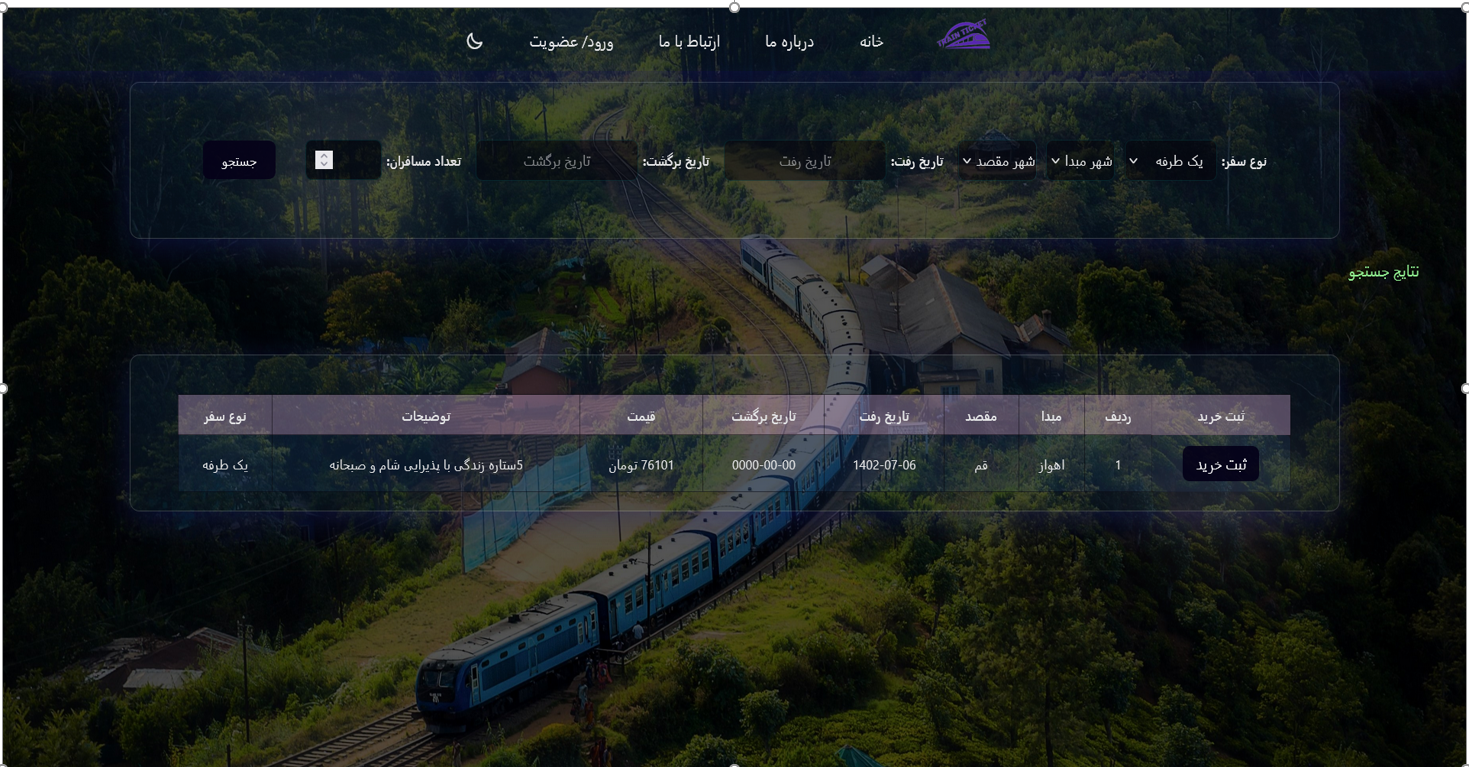 TRAIN TICKET
خانه درباره ما ارتباط با ما ورود/ عضویت
نوع سفر: یک طرفه شهر مبدا شهر مقصد تاریخ رفت: تاریخ رفت تاریخ برگشت: تاریخ برگشت تعداد مسافران: جستجو
نتایج جستجو
ثبت خرید ردیف مبدا مقصد تاریخ رفت تاریخ برگشت قیمت توضیحات نوع سفر
ثبت خرید 1 اهواز قم 1402-07-06 0000-00-00 76101 تومان 5ستاره زندگی با پذیرایی شام و صبحانه یک طرفه